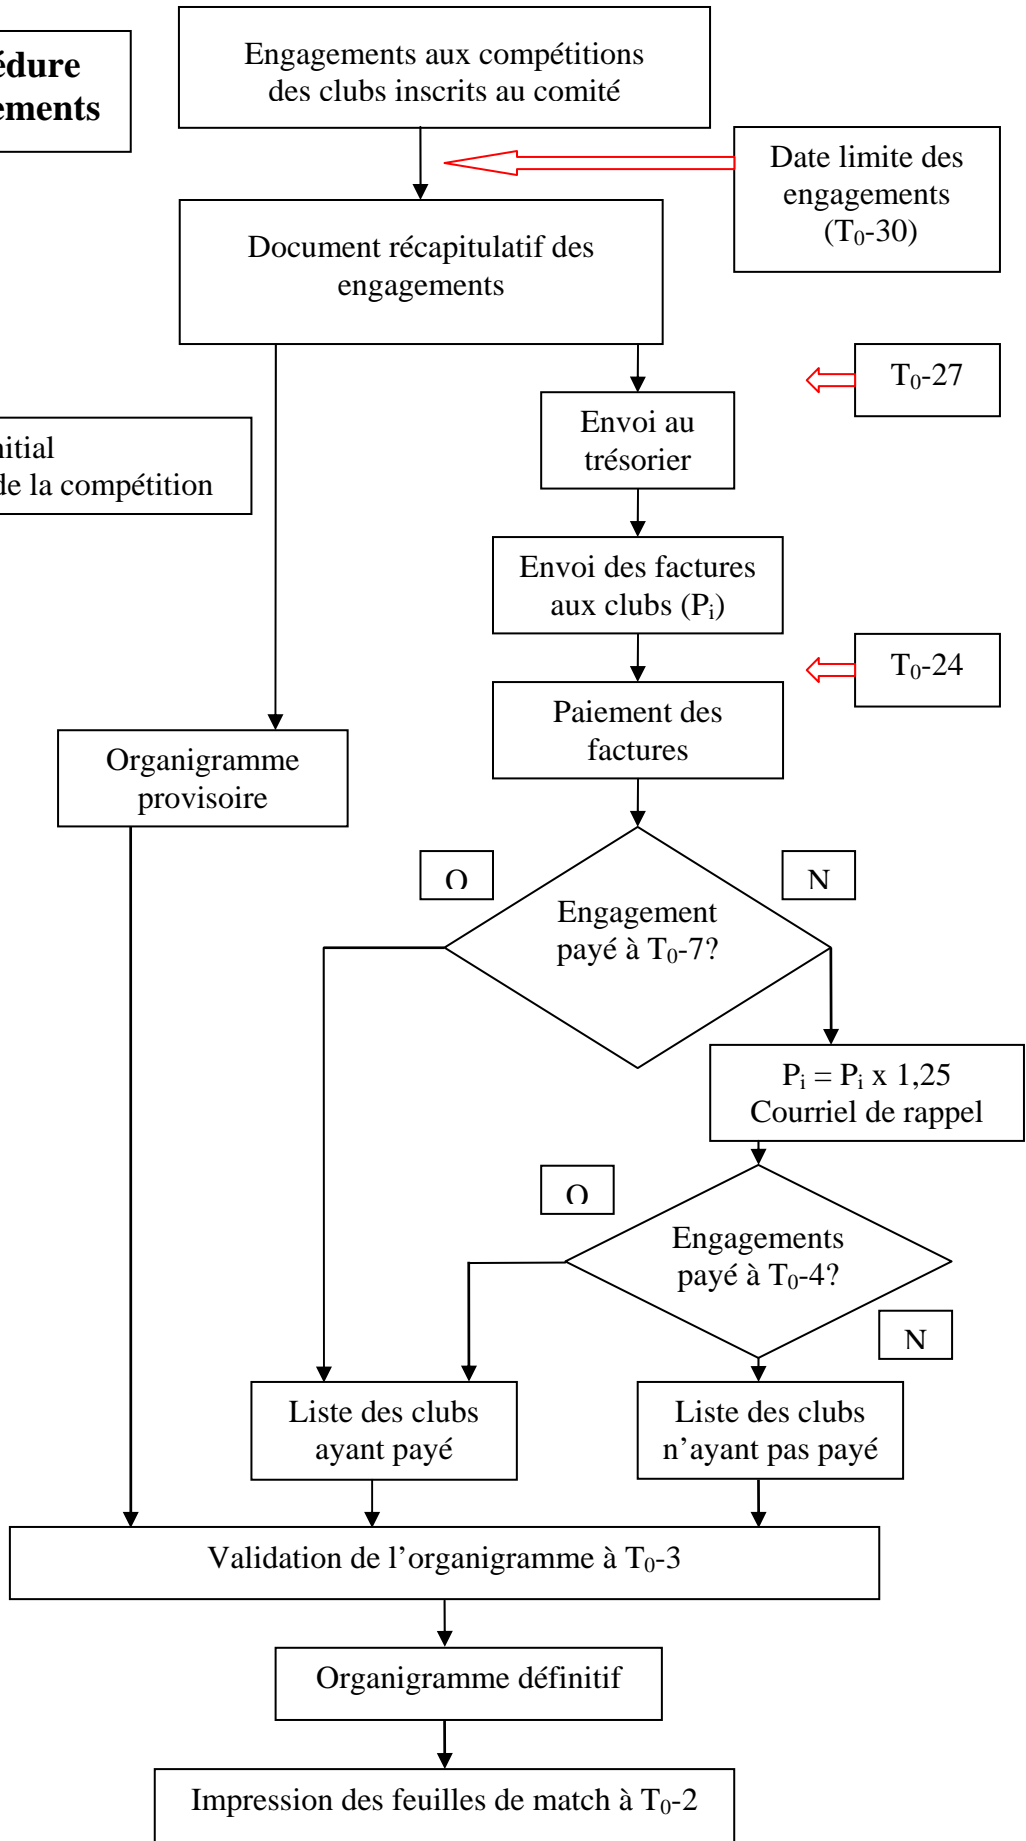 Engagements aux compétitions
des clubs inscrits au comité
Date limite des
engagements
(T₀-30)
Document récapitulatif des
engagements
T₀-27
Envoi au
trésorier
de la compétition
Envoi des factures
aux clubs (Pᵢ)
T₀-24
Paiement des
factures
Organigramme
provisoire
O
N
Engagement
payé à T₀-7?
Pᵢ = Pᵢ x 1,25
Courriel de rappel
O
Engagements
payé à T₀-4?
N
Liste des clubs
ayant payé
Liste des clubs
n’ayant pas payé
Validation de l’organigramme à T₀-3
Organigramme définitif
Impression des feuilles de match à T₀-2